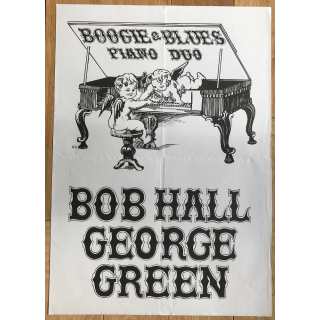 BOOGIE & BLUES
PIANO DUO
BOB HALL
GEORGE
GREEN